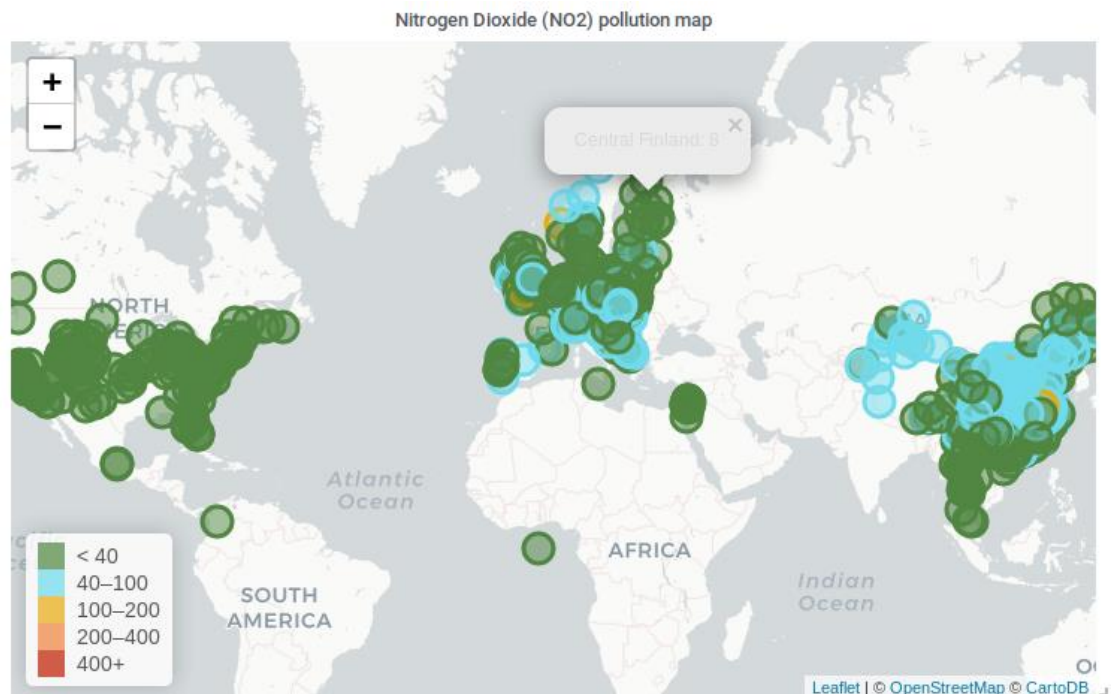 Nitrogen Dioxide (NO2) pollution map
+
−
Central Finland: 8 ×
NORTH
Atlantic
Ocean
AFRICA
Indian
Ocean
SOUTH
AMERICA
< 40
40–100
100–200
200–400
400+
Leaflet | © OpenStreetMap © CartoDB